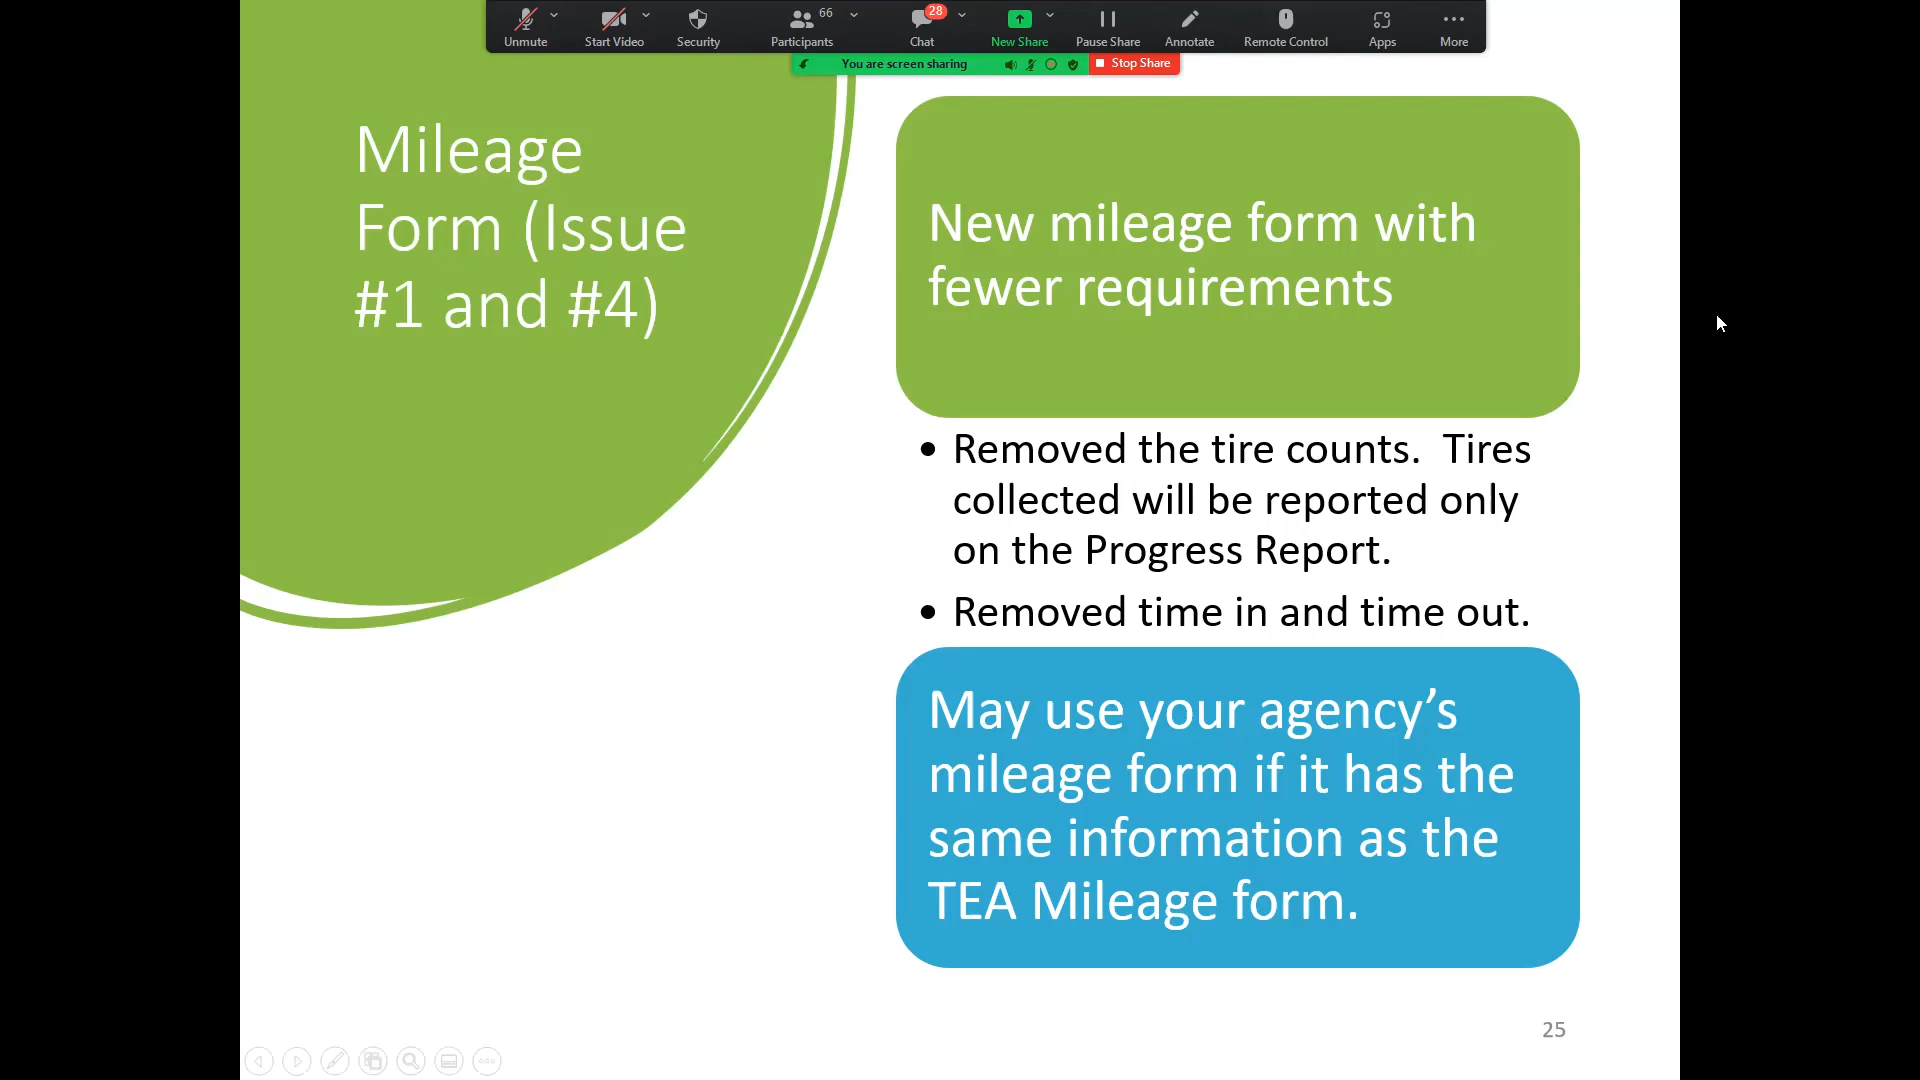 66
28
Unmute
Start Video
Security
Participants
Chat
New Share
Pause Share
Annotate
Remote Control
Apps
More
You are screen sharing
Stop Share
Mileage
Form (Issue
#1 and #4)
New mileage form with
fewer requirements
• Removed the tire counts.  Tires
collected will be reported only
on the Progress Report.
• Removed time in and time out.
May use your agency’s
mileage form if it has the
same information as the
TEA Mileage form.
25